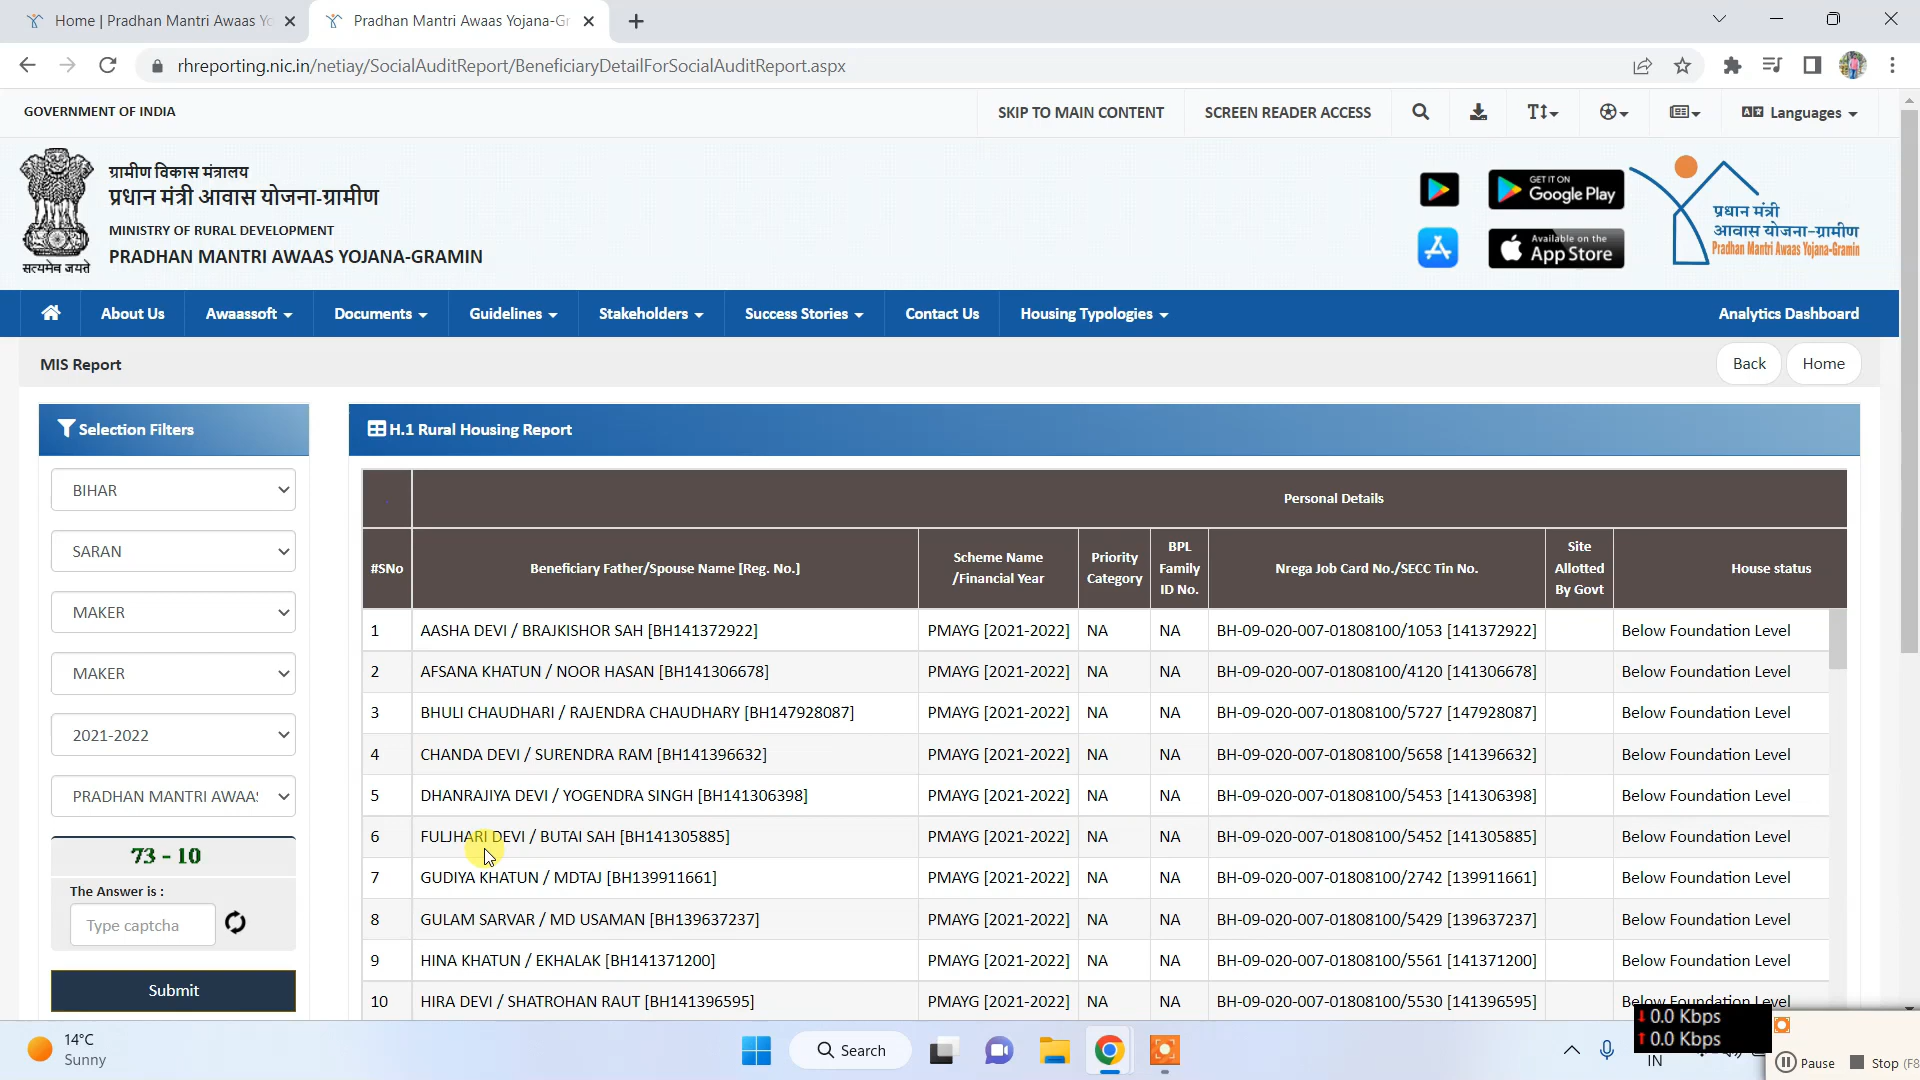 Home | Pradhan Mantri Awaas Yo
Pradhan Mantri Awaas Yojana-Gr
rhreporting.nic.in/netiay/SocialAuditReport/BeneficiaryDetailForSocialAuditReport.aspx
GOVERNMENT OF INDIA
SKIP TO MAIN CONTENT
SCREEN READER ACCESS
Languages
ग्रामीण विकास मंत्रालय
प्रधान मंत्री आवास योजना-ग्रामीण
MINISTRY OF RURAL DEVELOPMENT
PRADHAN MANTRI AWAAS YOJANA-GRAMIN
सत्यमेव जयते
GET IT ON
Google Play
Available on the
App Store
प्रधान मंत्री
आवास योजना-ग्रामीण
Pradhan Mantri Awaas Yojana-Gramin
About Us
Awaassoft
Documents
Guidelines
Stakeholders
Success Stories
Contact Us
Housing Typologies
Analytics Dashboard
MIS Report
Back
Home
Selection Filters
BIHAR
SARAN
MAKER
MAKER
2021-2022
PRADHAN MANTRI AWAAS
73 - 10
The Answer is :
Type captcha
Submit
H.1 Rural Housing Report
Personal Details
#SNo
Beneficiary Father/Spouse Name [Reg. No.]
Scheme Name
/Financial Year
Priority
Category
BPL
Family
ID No.
Nrega Job Card No./SECC Tin No.
Site
Allotted
By Govt
House status
1 AASHA DEVI / BRAJKISHOR SAH [BH141372922] PMAYG [2021-2022] NA NA BH-09-020-007-01808100/1053 [141372922] Below Foundation Level
2 AFSANA KHATUN / NOOR HASAN [BH141306678] PMAYG [2021-2022] NA NA BH-09-020-007-01808100/4120 [141306678] Below Foundation Level
3 BHULI CHAUDHARI / RAJENDRA CHAUDHARY [BH147928087] PMAYG [2021-2022] NA NA BH-09-020-007-01808100/5727 [147928087] Below Foundation Level
4 CHANDA DEVI / SURENDRA RAM [BH141396632] PMAYG [2021-2022] NA NA BH-09-020-007-01808100/5658 [141396632] Below Foundation Level
5 DHANRAJIYA DEVI / YOGENDRA SINGH [BH141306398] PMAYG [2021-2022] NA NA BH-09-020-007-01808100/5453 [141306398] Below Foundation Level
6 FULJHARI DEVI / BUTAI SAH [BH141305885] PMAYG [2021-2022] NA NA BH-09-020-007-01808100/5452 [141305885] Below Foundation Level
7 GUDIYA KHATUN / MDTAJ [BH139911661] PMAYG [2021-2022] NA NA BH-09-020-007-01808100/2742 [139911661] Below Foundation Level
8 GULAM SARVAR / MD USAMAN [BH139637237] PMAYG [2021-2022] NA NA BH-09-020-007-01808100/5429 [139637237] Below Foundation Level
9 HINA KHATUN / EKHALAK [BH141371200] PMAYG [2021-2022] NA NA BH-09-020-007-01808100/5561 [141371200] Below Foundation Level
10 HIRA DEVI / SHATROHAN RAUT [BH141396595] PMAYG [2021-2022] NA NA BH-09-020-007-01808100/5530 [141396595] Below Foundation Level
0.0 Kbps
0.0 Kbps
14°C
Sunny
Search
IN
Pause
Stop (F8